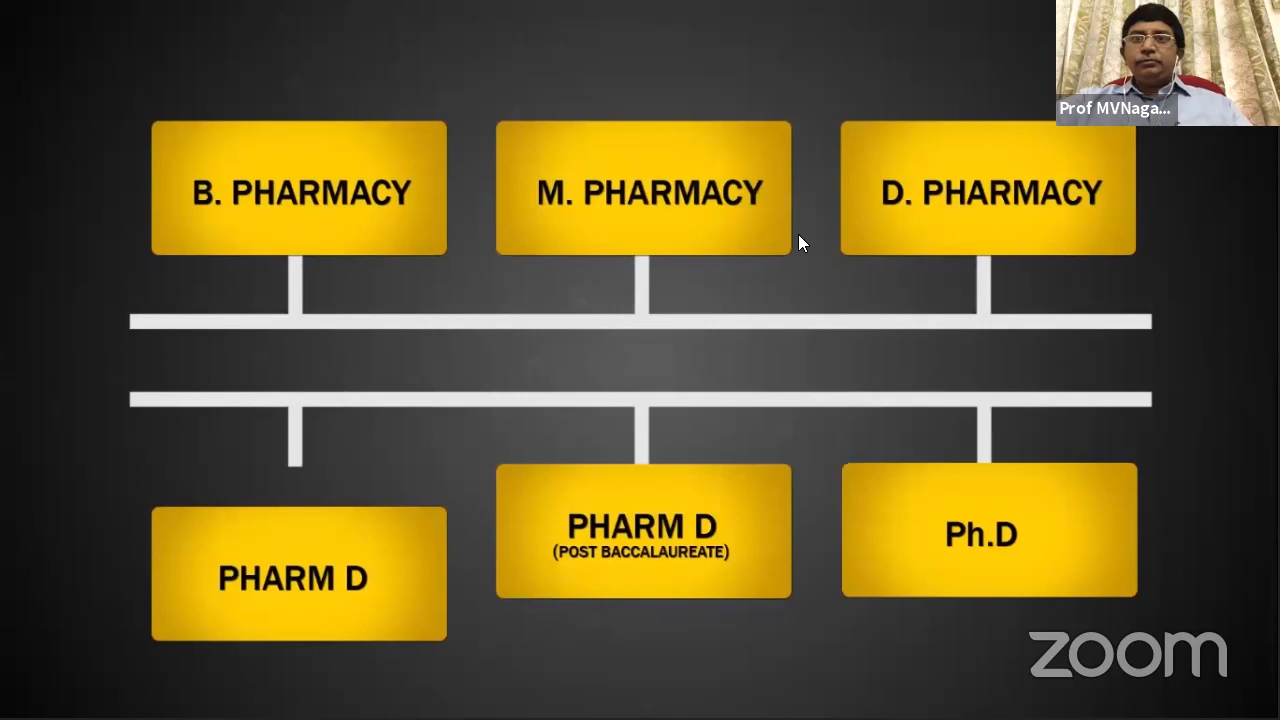 Prof MVNaga...
B. PHARMACY
M. PHARMACY
D. PHARMACY
PHARM D
PHARM D
(POST BACCALAUREATE)
Ph.D
zoom